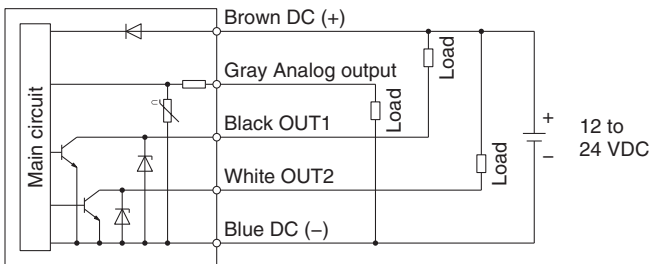 Brown DC (+)
Gray Analog output
Black OUT1
White OUT2
Blue DC (−)
Main circuit
Load
Load
Load
+
−
12 to
24 VDC